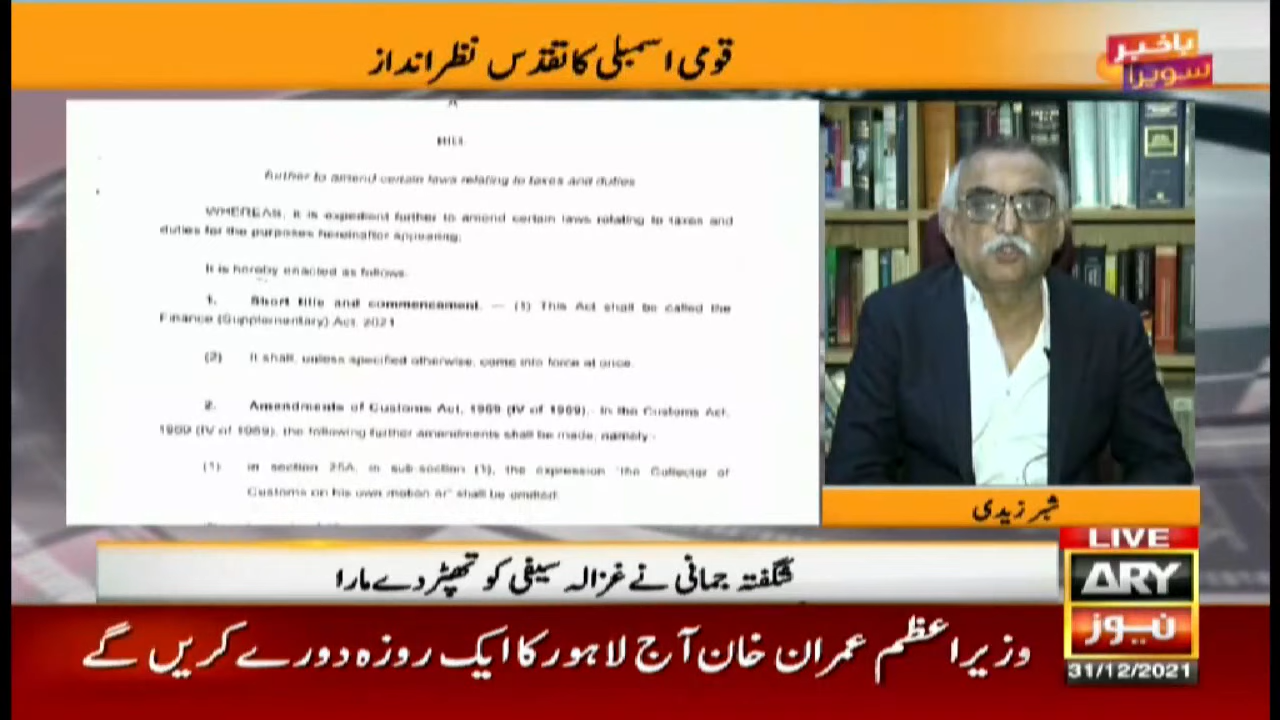 قومی اسمبلی کا تقدس نظر انداز
باخبر
سویرا
BILL
further to amend certain laws relating to taxes and duties
WHEREAS, it is expedient further to amend certain laws relating to taxes and
duties for the purposes hereinafter appearing;
It is hereby enacted as follows.
1. Short title and commencement. — (1) This Act shall be called the
Finance (Supplementary) Act, 2021
(2) It shall, unless specified otherwise, come into force at once.
2. Amendments of Customs Act, 1969 (IV of 1969).- In the Customs Act,
1969 (IV of 1969), the following further amendments shall be made, namely:-
(1) in section 25A, in sub-section (1), the expression "the Collector of
Customs on his own motion or" shall be omitted
شبر زیدی
شگفتہ جمانی نے غزالہ سیفی کو تھپڑ دے مارا
LIVE
ARY
نیوز
31/12/2021
وزیراعظم عمران خان آج لاہور کا ایک روزہ دورے کریں گے